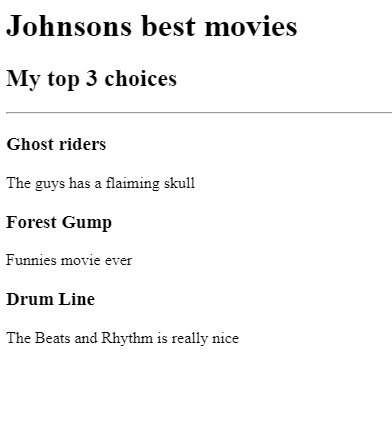 Johnsons best movies
My top 3 choices
Ghost riders
The guys has a flaiming skull
Forest Gump
Funnies movie ever
Drum Line
The Beats and Rhythm is really nice